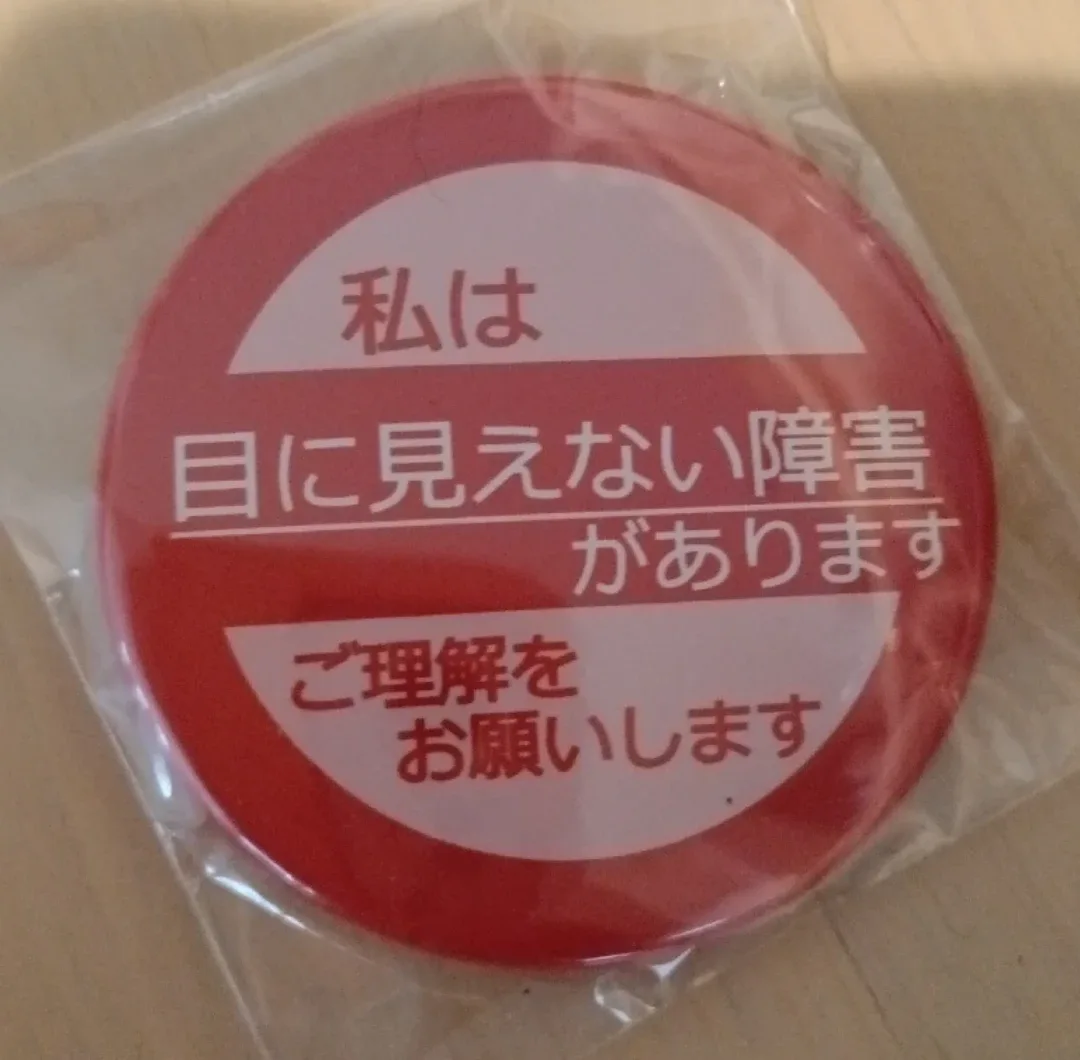 私は
目に見えない障害
があります
ご理解を
お願いします